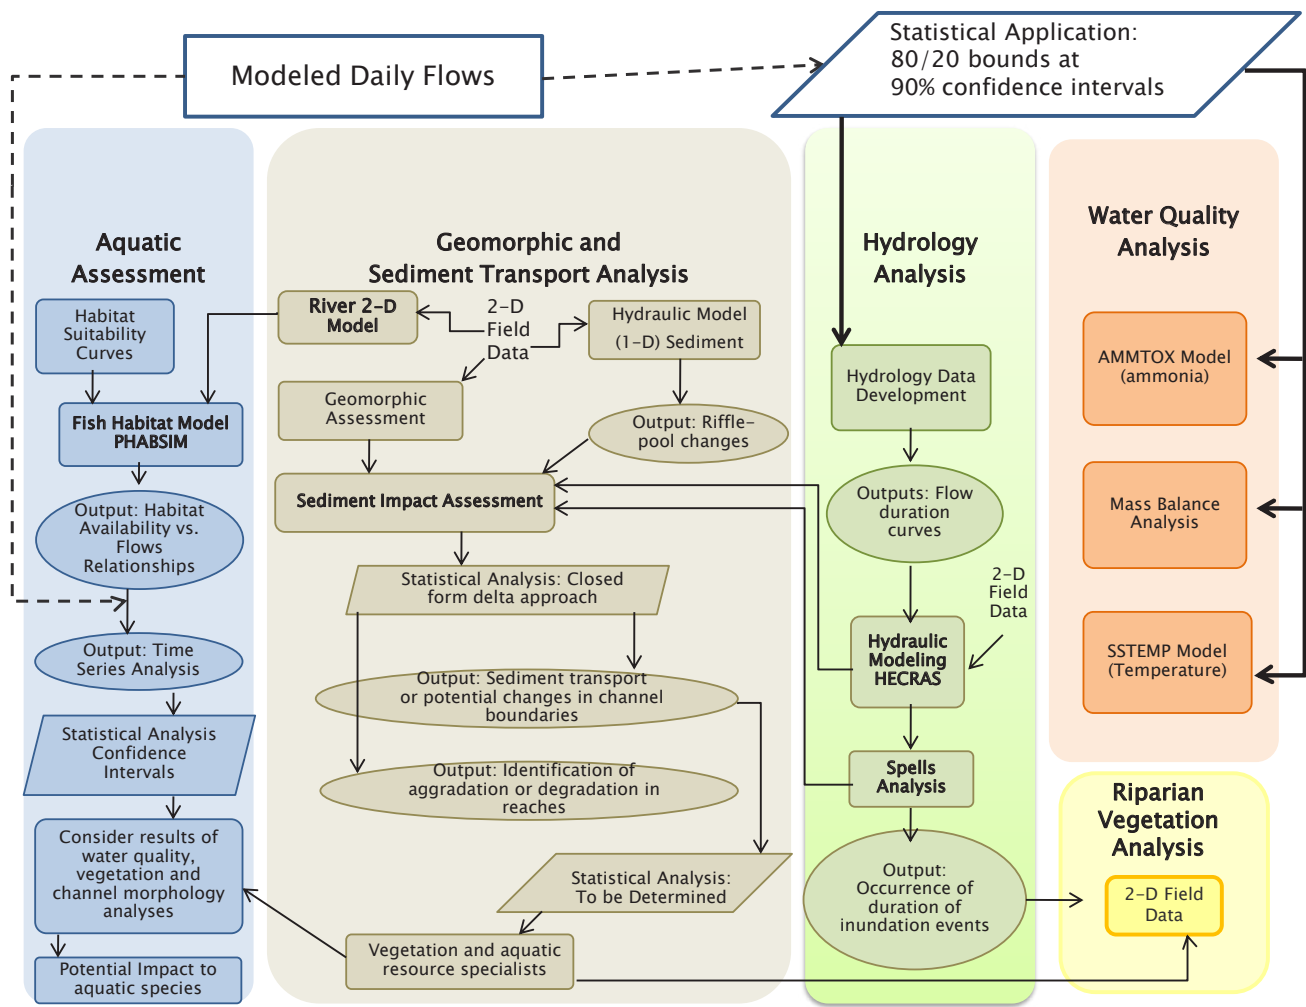 Modeled Daily Flows
Statistical Application:
80/20 bounds at
90% confidence intervals
Aquatic
Assessment
Habitat
Suitability
Curves
Fish Habitat Model
PHABSIM
Output: Habitat
Availability vs.
Flows
Relationships
Output: Time
Series Analysis
Statistical Analysis
Confidence
Intervals
Consider results of
water quality,
vegetation and
channel morphology
analyses
Potential Impact to
aquatic species
Geomorphic and
Sediment Transport Analysis
River 2-D
Model
2-D
Field
Data
Hydraulic Model
(1-D) Sediment
Geomorphic
Assessment
Output: Riffle-
pool changes
Sediment Impact Assessment
Statistical Analysis: Closed
form delta approach
Output: Sediment transport
or potential changes in channel
boundaries
Output: Identification of
aggradation or degradation in
reaches
Statistical Analysis:
To be Determined
Vegetation and aquatic
resource specialists
Hydrology
Analysis
Hydrology Data
Development
Outputs: Flow
duration
curves
2-D
Field
Data
Hydraulic
Modeling
HECRAS
Spells
Analysis
Output:
Occurrence of
duration of
inundation events
Water Quality
Analysis
AMMTOX Model
(ammonia)
Mass Balance
Analysis
SSTEMP Model
(Temperature)
Riparian
Vegetation
Analysis
2-D Field
Data